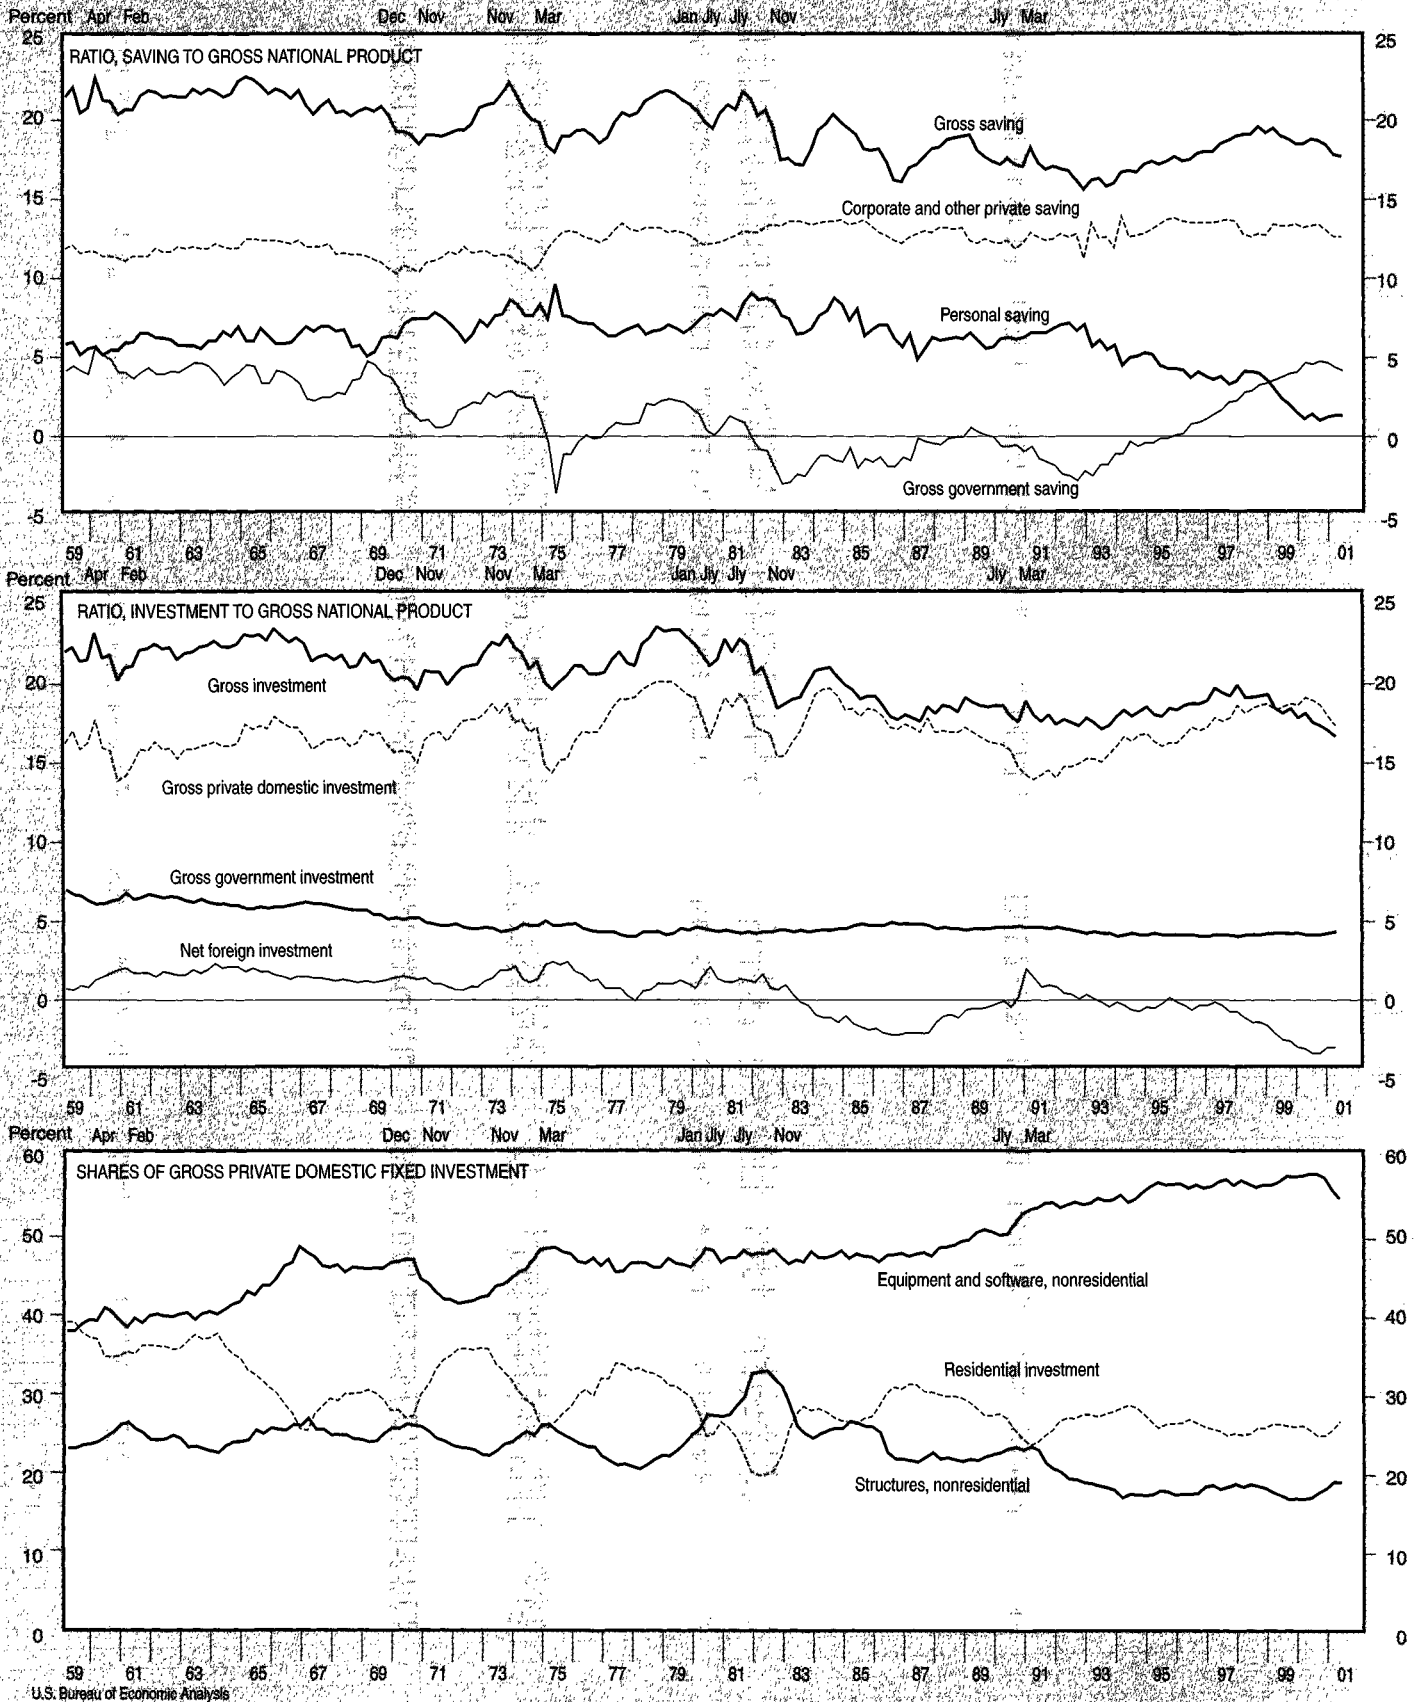 Percent Apr Feb Dec Nov Nov Mar Jan Jly Jly Nov Jly Mar
25 25
RATIO, SAVING TO GROSS NATIONAL PRODUCT
20 20
Gross saving
15 15
Corporate and other private saving
10 10
Personal saving
5 5
0 0
Gross government saving
-5 -5
59 61 63 65 67 69 71 73 75 77 79 81 83 85 87 89 91 93 95 97 99 01
Percent Apr Feb Dec Nov Nov Mar Jan Jly Jly Nov Jly Mar
25 25
RATIO, INVESTMENT TO GROSS NATIONAL PRODUCT
20 20
Gross investment
15 15
Gross private domestic investment
10 10
Gross government investment
5 5
Net foreign investment
0 0
-5 -5
59 61 63 65 67 69 71 73 75 77 79 81 83 85 87 89 91 93 95 97 99 01
Percent Apr Feb Dec Nov Nov Mar Jan Jly Jly Nov Jly Mar
60 60
SHARES OF GROSS PRIVATE DOMESTIC FIXED INVESTMENT
50 50
Equipment and software, nonresidential
40 40
Residential investment
30 30
20 20
Structures, nonresidential
10 10
0 0
59 61 63 65 67 69 71 73 75 77 79 81 83 85 87 89 91 93 95 97 99 01
U.S. Bureau of Economic Analysis